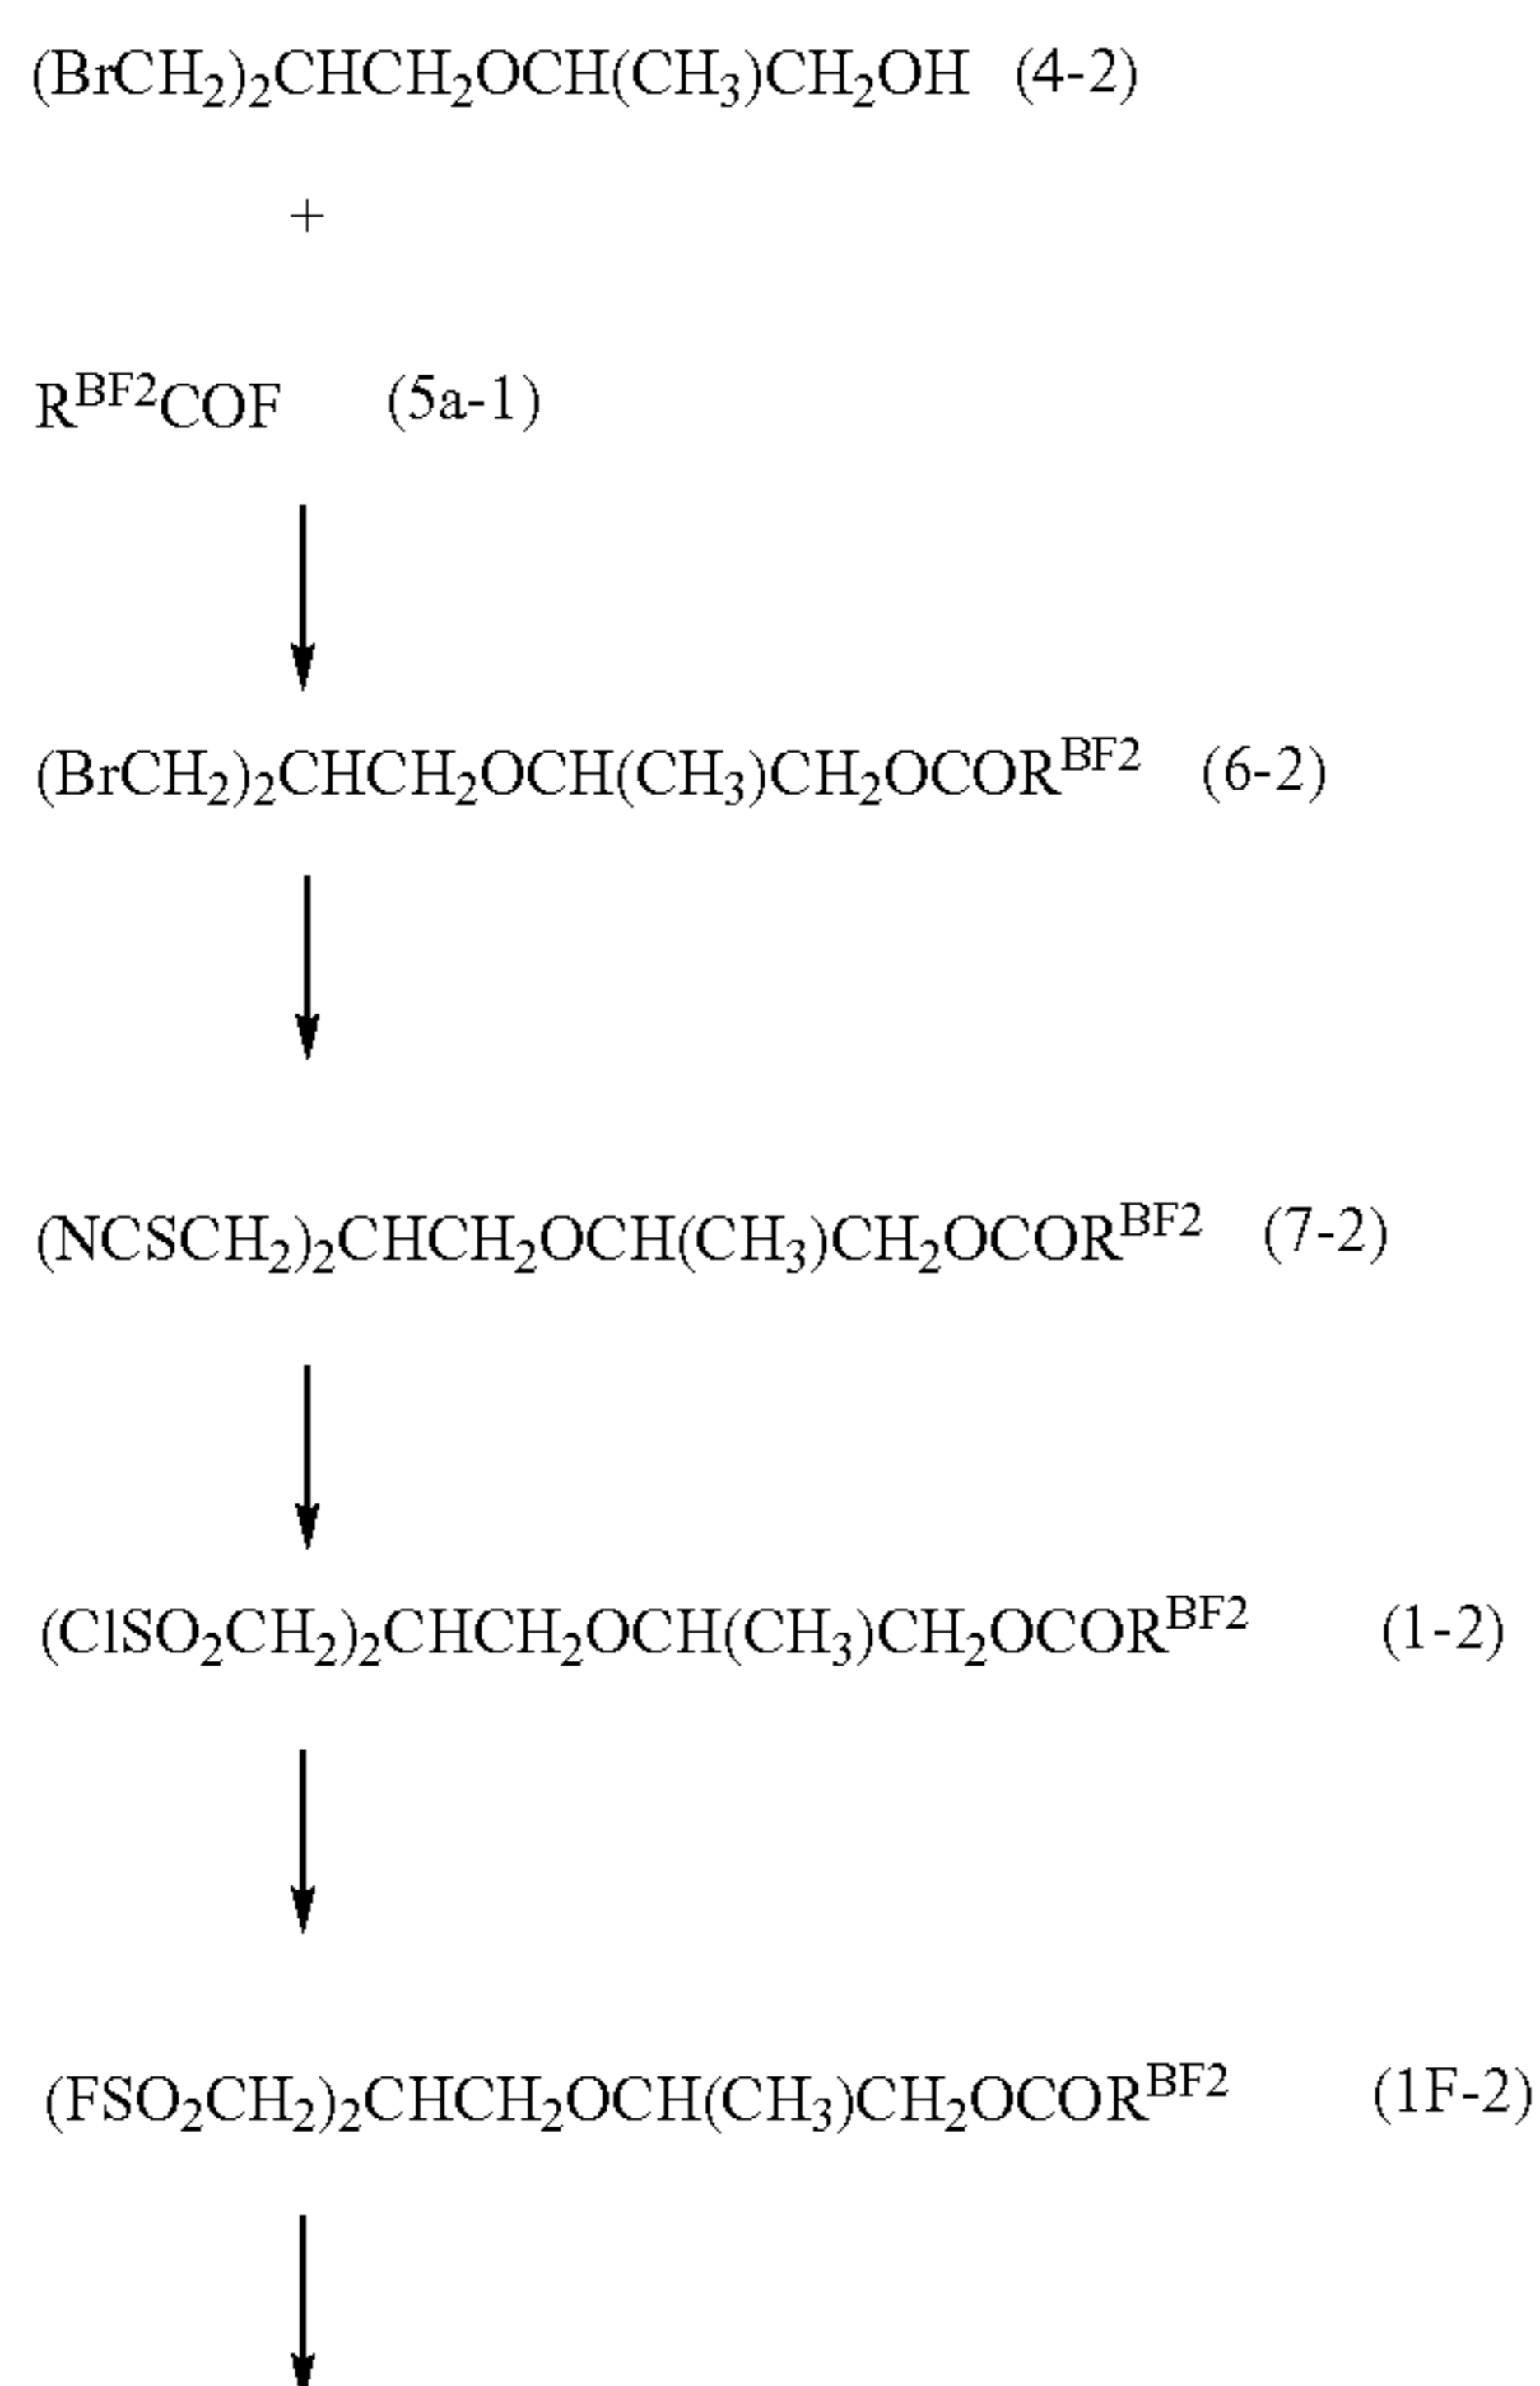 (BrCH₂)₂CHCH₂OCH(CH₃)CH₂OH (4-2)
+
Rᴮᶠ²COF (5a-1)
(BrCH₂)₂CHCH₂OCH(CH₃)CH₂OCORᴮᶠ² (6-2)
(NCSCH₂)₂CHCH₂OCH(CH₃)CH₂OCORᴮᶠ² (7-2)
(ClSO₂CH₂)₂CHCH₂OCH(CH₃)CH₂OCORᴮᶠ² (1-2)
(FSO₂CH₂)₂CHCH₂OCH(CH₃)CH₂OCORᴮᶠ² (1F-2)